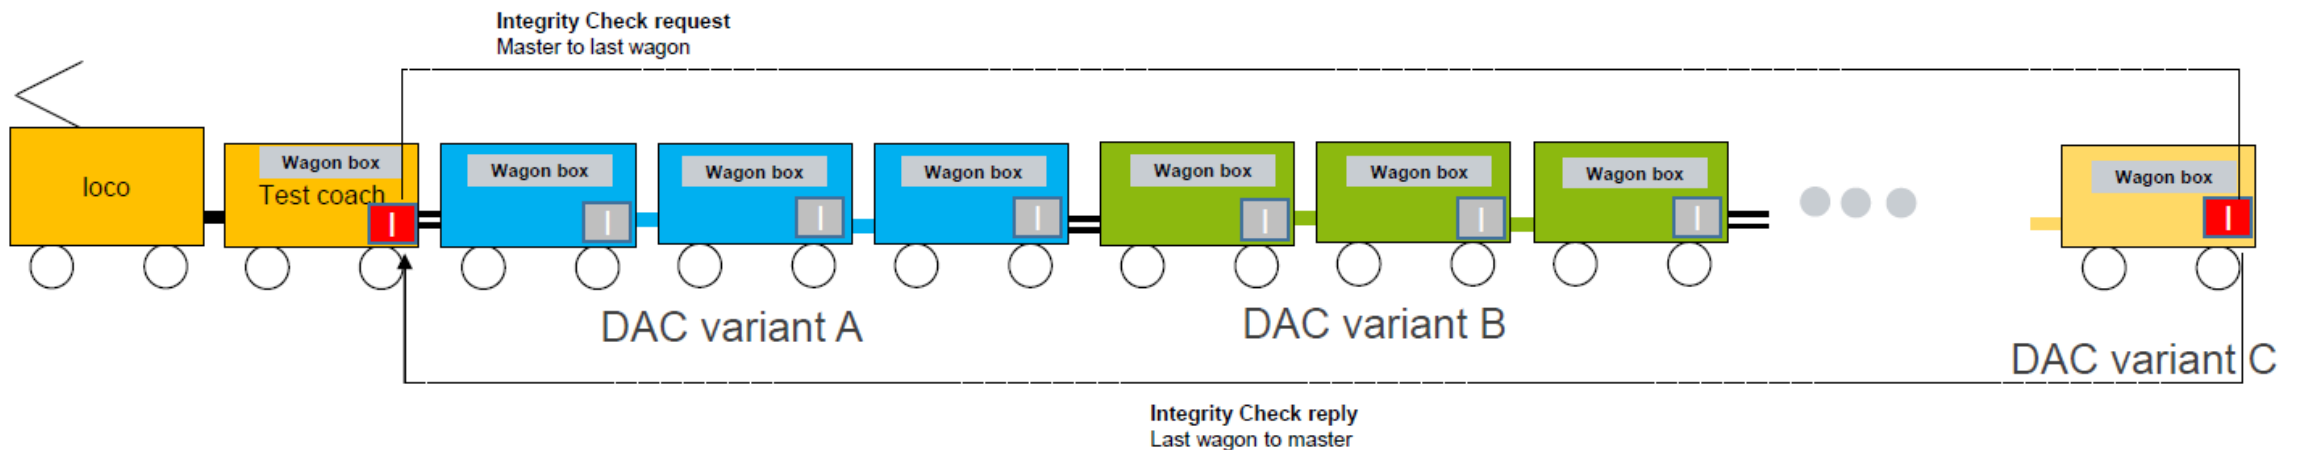 Integrity Check request
Master to last wagon
loco
Wagon box
Test coach
I
Wagon box
I
Wagon box
I
Wagon box
I
Wagon box
I
Wagon box
I
Wagon box
I
Wagon box
I
DAC variant A
DAC variant B
DAC variant C
Integrity Check reply
Last wagon to master